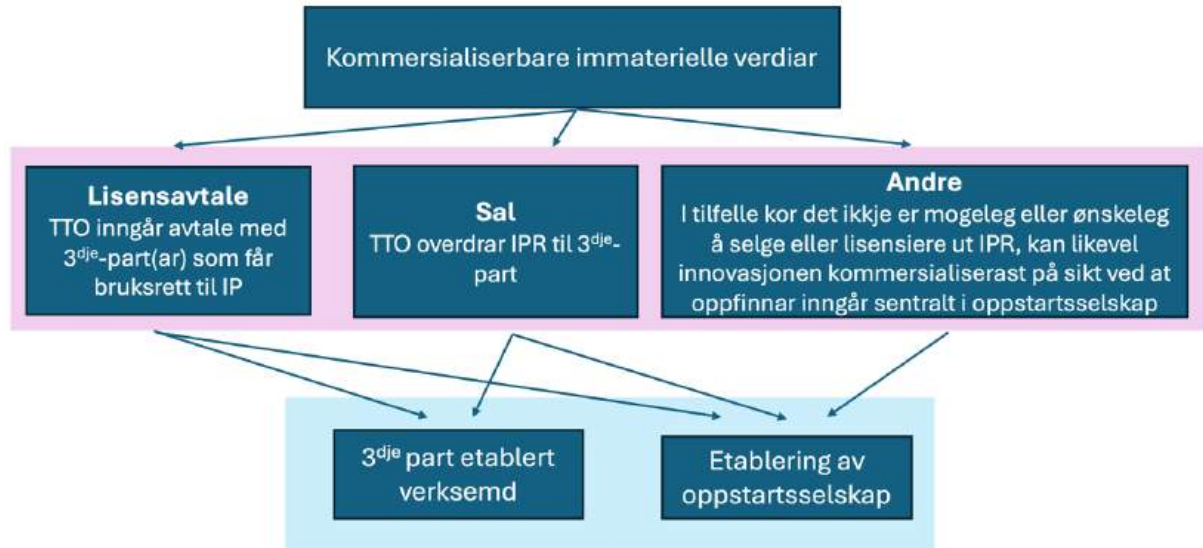 Kommersialiserbare immaterielle verdiar
Lisensavtale
TTO inngår avtale med
3dje-part(ar) som får
bruksrett til IP
Sal
TTO overdrar IPR til 3dje-
part
Andre
I tilfelle kor det ikkje er mogeleg eller ønskeleg
å selge eller lisensiere ut IPR, kan likevel
innovasjonen kommersialiserast på sikt ved at
oppfinnar inngår sentralt i oppstartsselskap
3dje part etablert
verksemd
Etablering av
oppstartsselskap